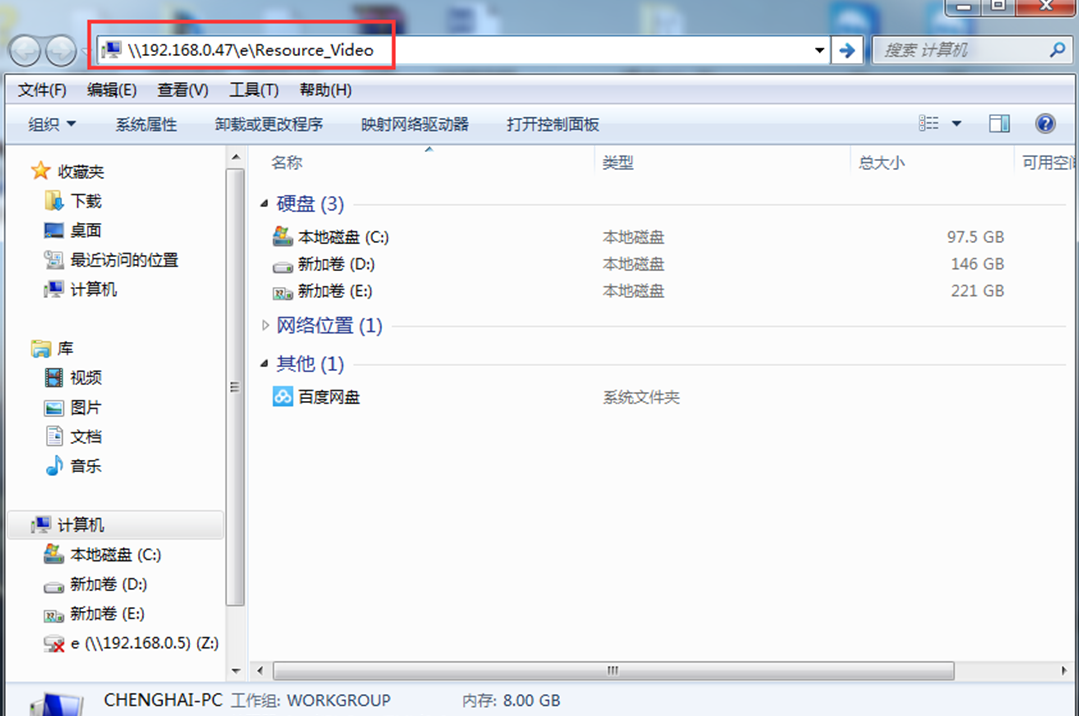 \\192.168.0.47\e\Resource_Video
搜索 计算机
文件(F) 编辑(E) 查看(V) 工具(T) 帮助(H)
组织 系统属性 卸载或更改程序 映射网络驱动器 打开控制面板
收藏夹
下载
桌面
最近访问的位置
计算机
库
视频
图片
文档
音乐
计算机
本地磁盘 (C:)
新加卷 (D:)
新加卷 (E:)
e (\\192.168.0.5) (Z:)
名称 类型 总大小 可用空间
硬盘 (3)
本地磁盘 (C:) 本地磁盘 97.5 GB
新加卷 (D:) 本地磁盘 146 GB
新加卷 (E:) 本地磁盘 221 GB
网络位置 (1)
其他 (1)
百度网盘 系统文件夹
CHENGHAI-PC 工作组: WORKGROUP 内存: 8.00 GB